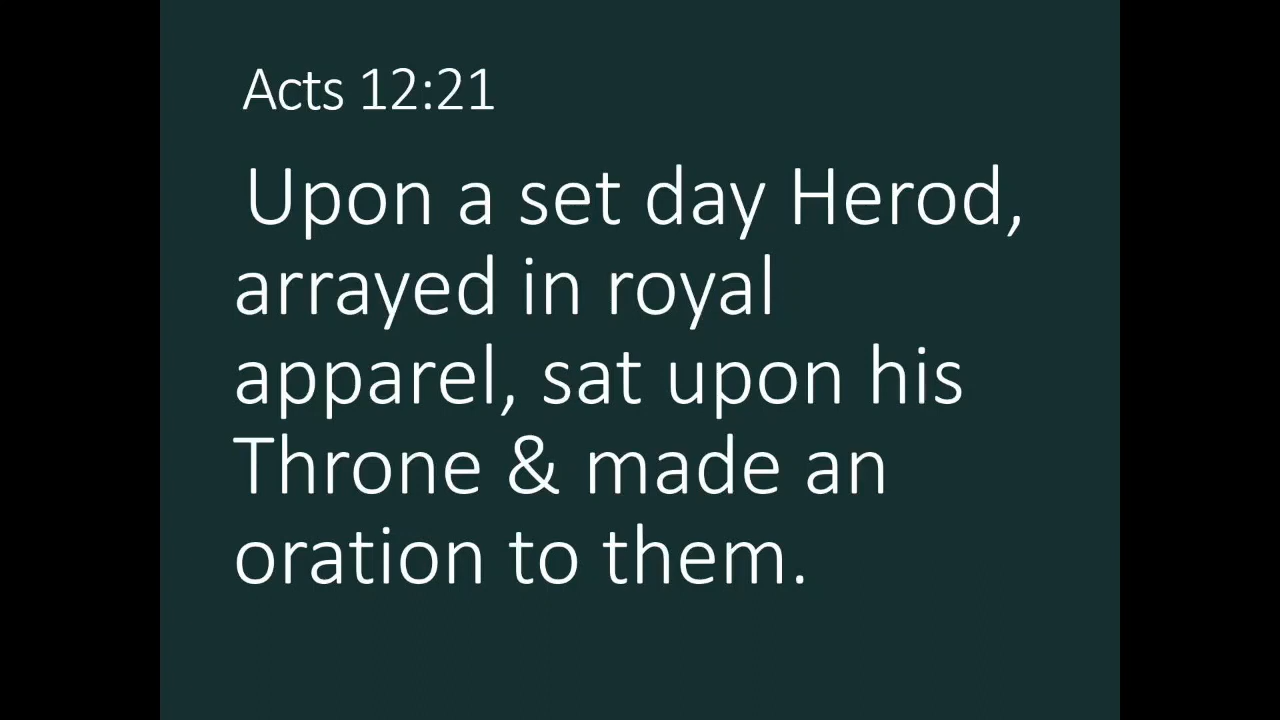 Acts 12:21
Upon a set day Herod,
arrayed in royal
apparel, sat upon his
Throne & made an
oration to them.